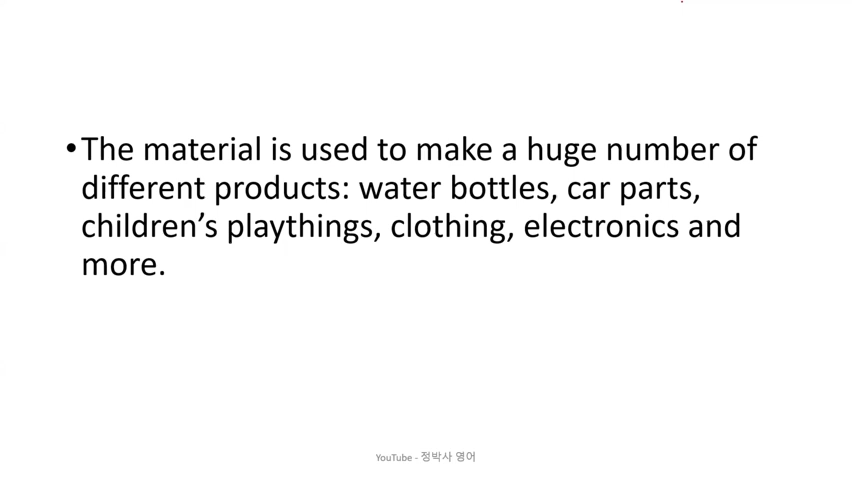 •The material is used to make a huge number of
different products: water bottles, car parts,
children’s playthings, clothing, electronics and
more.
YouTube - 정박사 영어